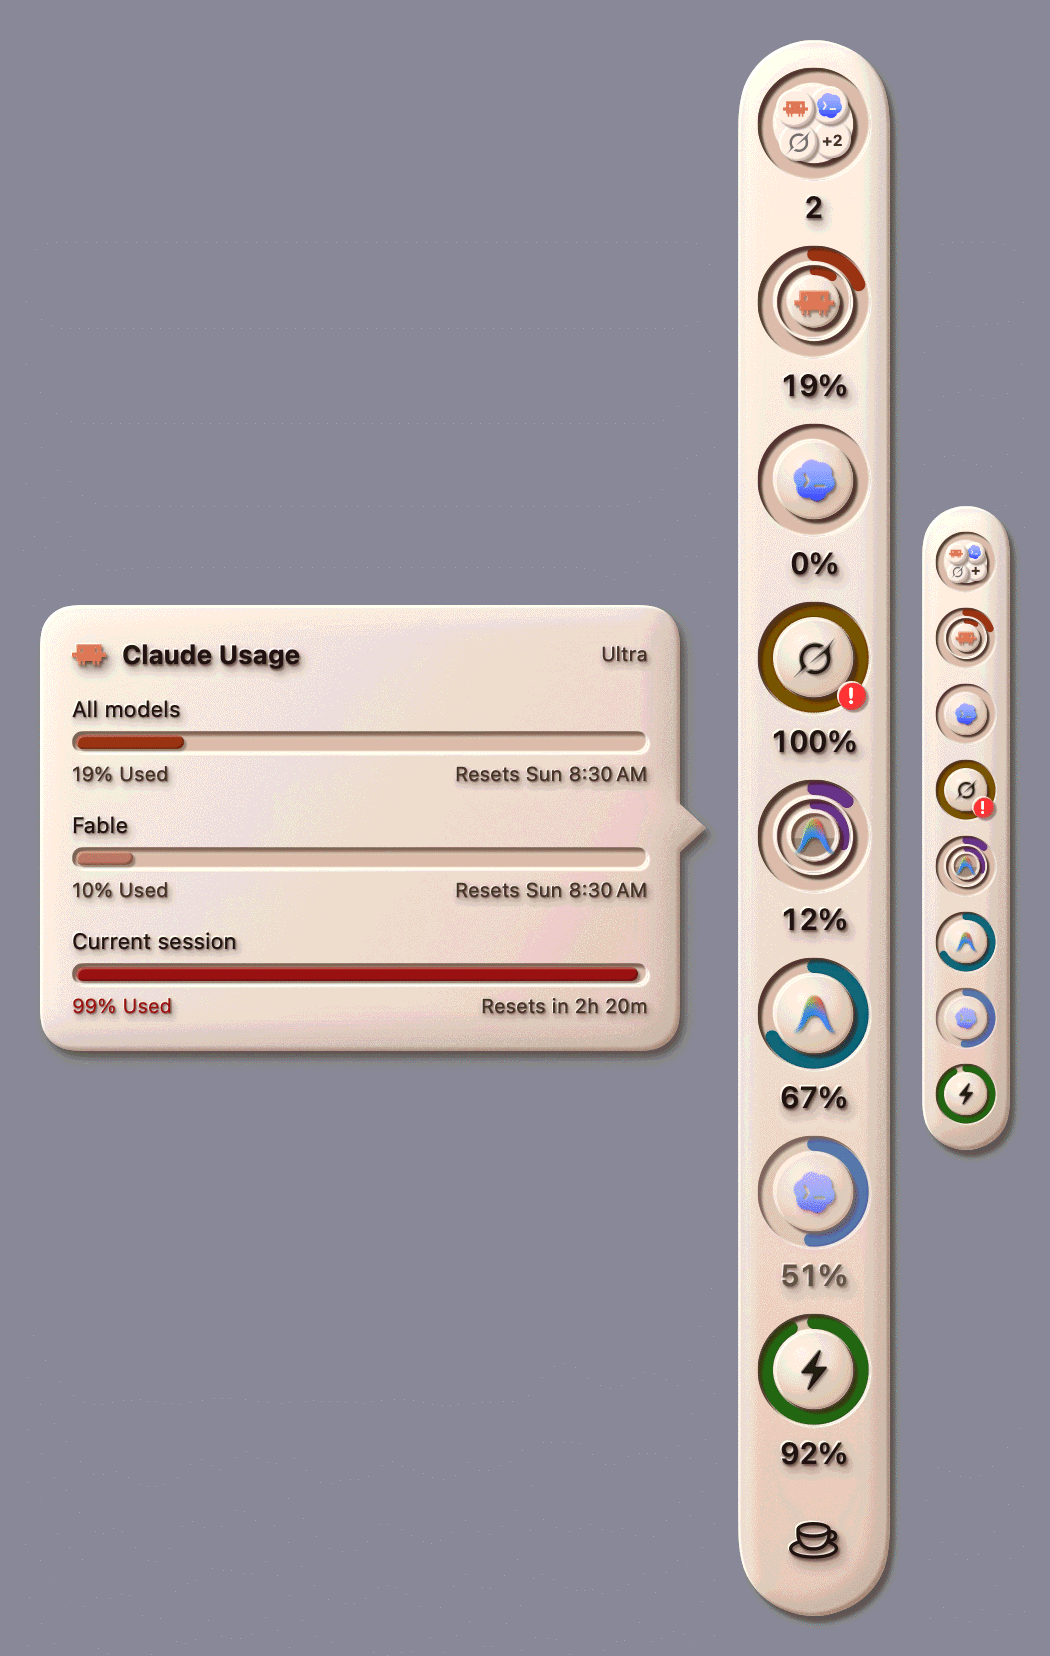 Claude Usage
Ultra
All models
19% Used
Resets Sun 8:30 AM
Fable
10% Used
Resets Sun 8:30 AM
Current session
99% Used
Resets in 2h 20m
+2
2
19%
0%
100%
!
12%
67%
51%
92%
+
!